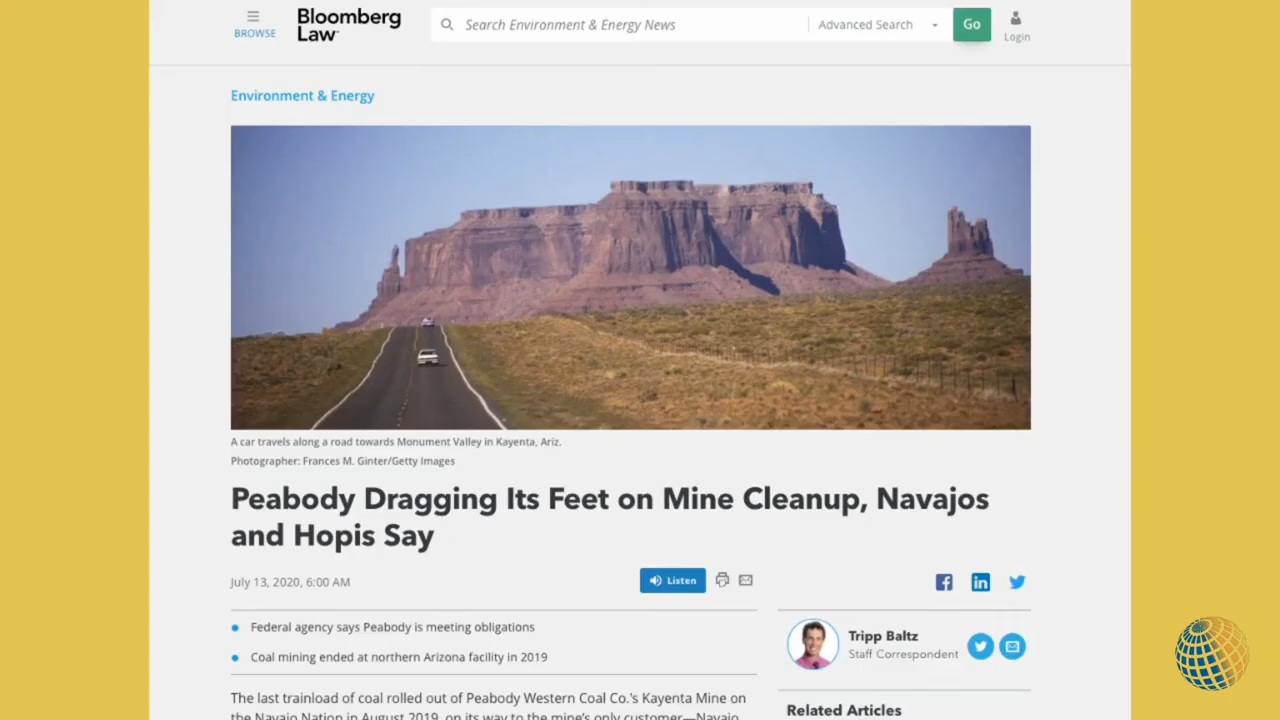 BROWSE
Bloomberg
Law
Search Environment & Energy News
Advanced Search
Go
Login
Environment & Energy
A car travels along a road towards Monument Valley in Kayenta, Ariz.
Photographer: Frances M. Ginter/Getty Images
Peabody Dragging Its Feet on Mine Cleanup, Navajos
and Hopis Say
July 13, 2020, 6:00 AM
Listen
Federal agency says Peabody is meeting obligations
Coal mining ended at northern Arizona facility in 2019
Tripp Baltz
Staff Correspondent
The last trainload of coal rolled out of Peabody Western Coal Co.'s Kayenta Mine on
the Navajo Nation in August 2019, on its way to the mine's only customer—Navajo
Related Articles